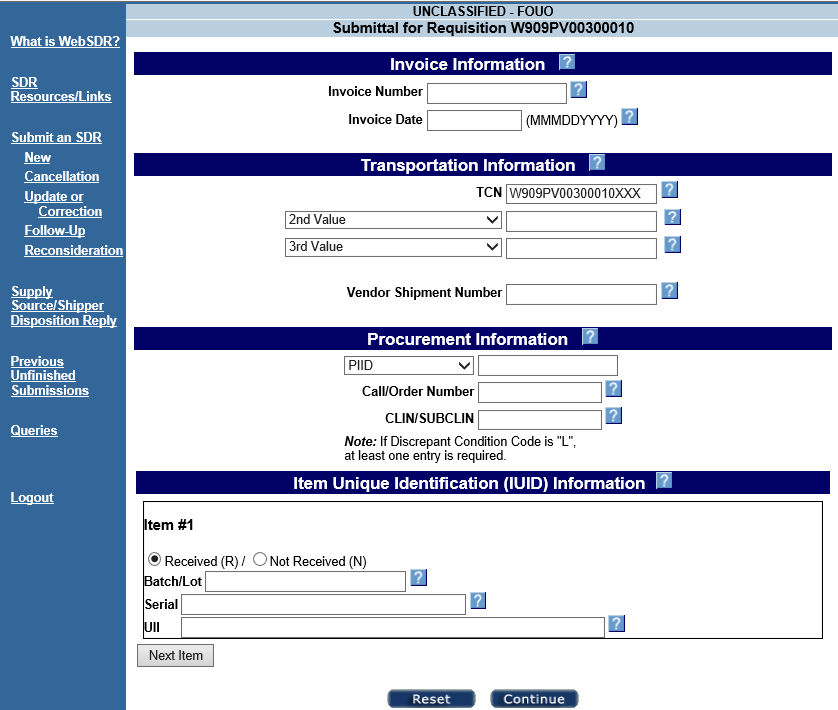 UNCLASSIFIED - FOUO
Submittal for Requisition W909PV00300010
What is WebSDR?
SDR
Resources/Links
Submit an SDR
New
Cancellation
Update or
Correction
Follow-Up
Reconsideration
Supply
Source/Shipper
Disposition Reply
Previous
Unfinished
Submissions
Queries
Logout
Invoice Information ?
Invoice Number ?
Invoice Date (MMMDDYYYY) ?
Transportation Information ?
TCN W909PV00300010XXX ?
2nd Value ?
3rd Value ?
Vendor Shipment Number ?
Procurement Information ?
PIID
Call/Order Number ?
CLIN/SUBCLIN ?
Note: If Discrepant Condition Code is "L",
at least one entry is required.
Item Unique Identification (IUID) Information ?
Item #1
Received (R) / Not Received (N)
Batch/Lot ?
Serial ?
UII ?
Next Item
Reset Continue